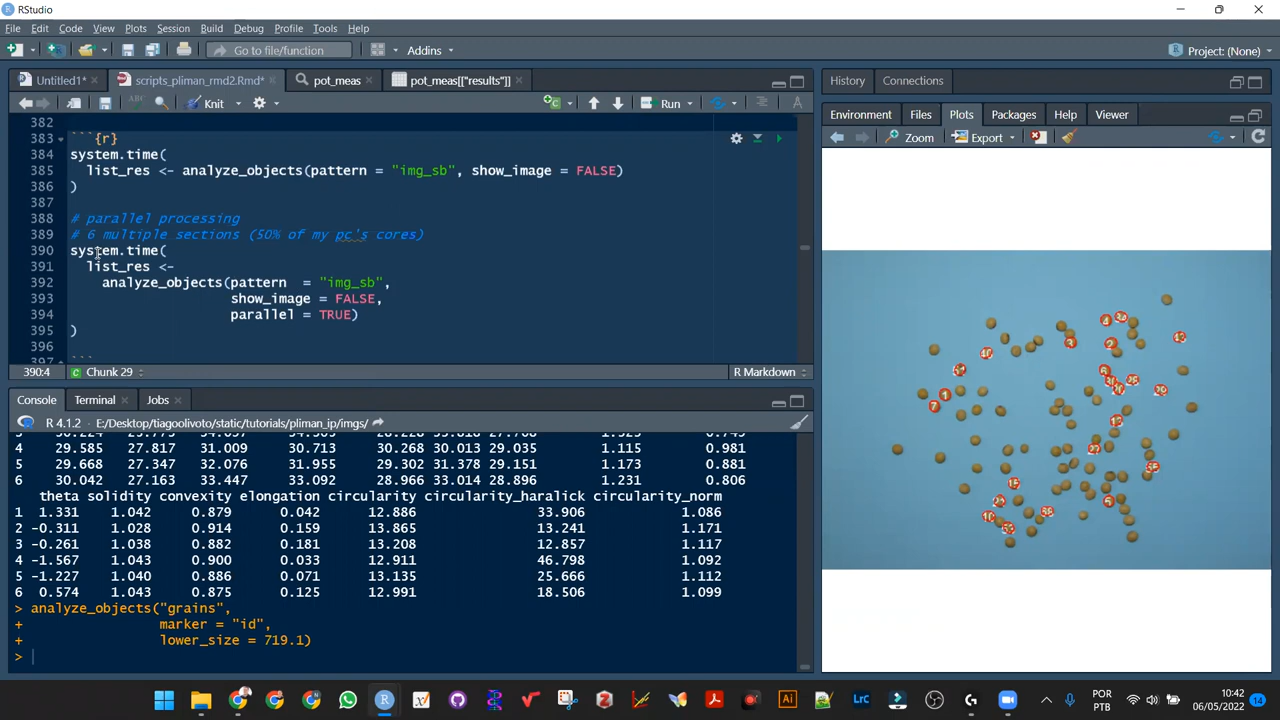 RStudio
File Edit Code View Plots Session Build Debug Profile Tools Help
Go to file/function Addins Project: (None)
Untitled1* scripts_pliman_rmd2.Rmd* pot_meas pot_meas[["results"]]
Knit Run
382
383 ```{r}
384 system.time(
385 list_res <- analyze_objects(pattern = "img_sb", show_image = FALSE)
386 )
387
388 # parallel processing
389 # 6 multiple sections (50% of my pc's cores)
390 system.time(
391 list_res <-
392 analyze_objects(pattern = "img_sb",
393 show_image = FALSE,
394 parallel = TRUE)
395 )
396
397 ```
390:4 Chunk 29 R Markdown
Console Terminal Jobs
R 4.1.2 · E:/Desktop/tiagoolivoto/static/tutorials/pliman_ip/imgs/
4 29.585 27.817 31.009 30.713 30.268 30.013 29.035 1.115 0.981
5 29.668 27.347 32.076 31.955 29.302 31.378 29.151 1.173 0.881
6 30.042 27.163 33.447 33.092 28.966 33.014 28.896 1.231 0.806
theta solidity convexity elongation circularity circularity_haralick circularity_norm
1 1.331 1.042 0.879 0.042 12.886 33.906 1.086
2 -0.311 1.028 0.914 0.159 13.865 13.241 1.171
3 -0.261 1.038 0.882 0.181 13.208 12.857 1.117
4 -1.567 1.043 0.900 0.033 12.911 46.798 1.092
5 -1.227 1.040 0.886 0.071 13.135 25.666 1.112
6 0.574 1.043 0.875 0.125 12.991 18.506 1.099
> analyze_objects("grains",
+ marker = "id",
+ lower_size = 719.1)
>
History Connections
Environment Files Plots Packages Help Viewer
Zoom Export
POR
PTB
10:42
06/05/2022